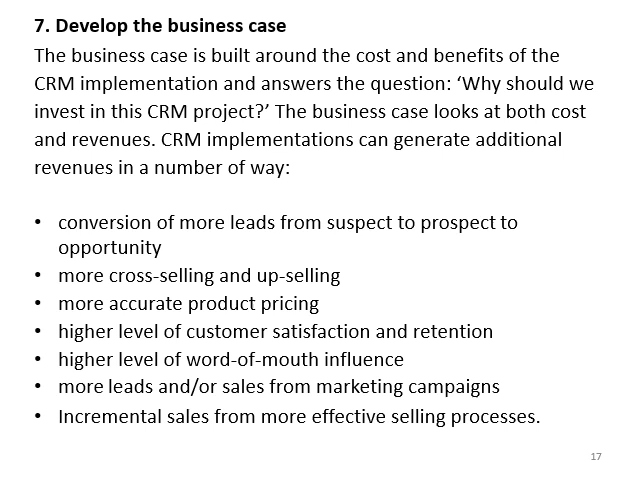 7. Develop the business case
The business case is built around the cost and benefits of the
CRM implementation and answers the question: ‘Why should we
invest in this CRM project?’ The business case looks at both cost
and revenues. CRM implementations can generate additional
revenues in a number of way:
• conversion of more leads from suspect to prospect to
opportunity
• more cross-selling and up-selling
• more accurate product pricing
• higher level of customer satisfaction and retention
• higher level of word-of-mouth influence
• more leads and/or sales from marketing campaigns
• Incremental sales from more effective selling processes.
17